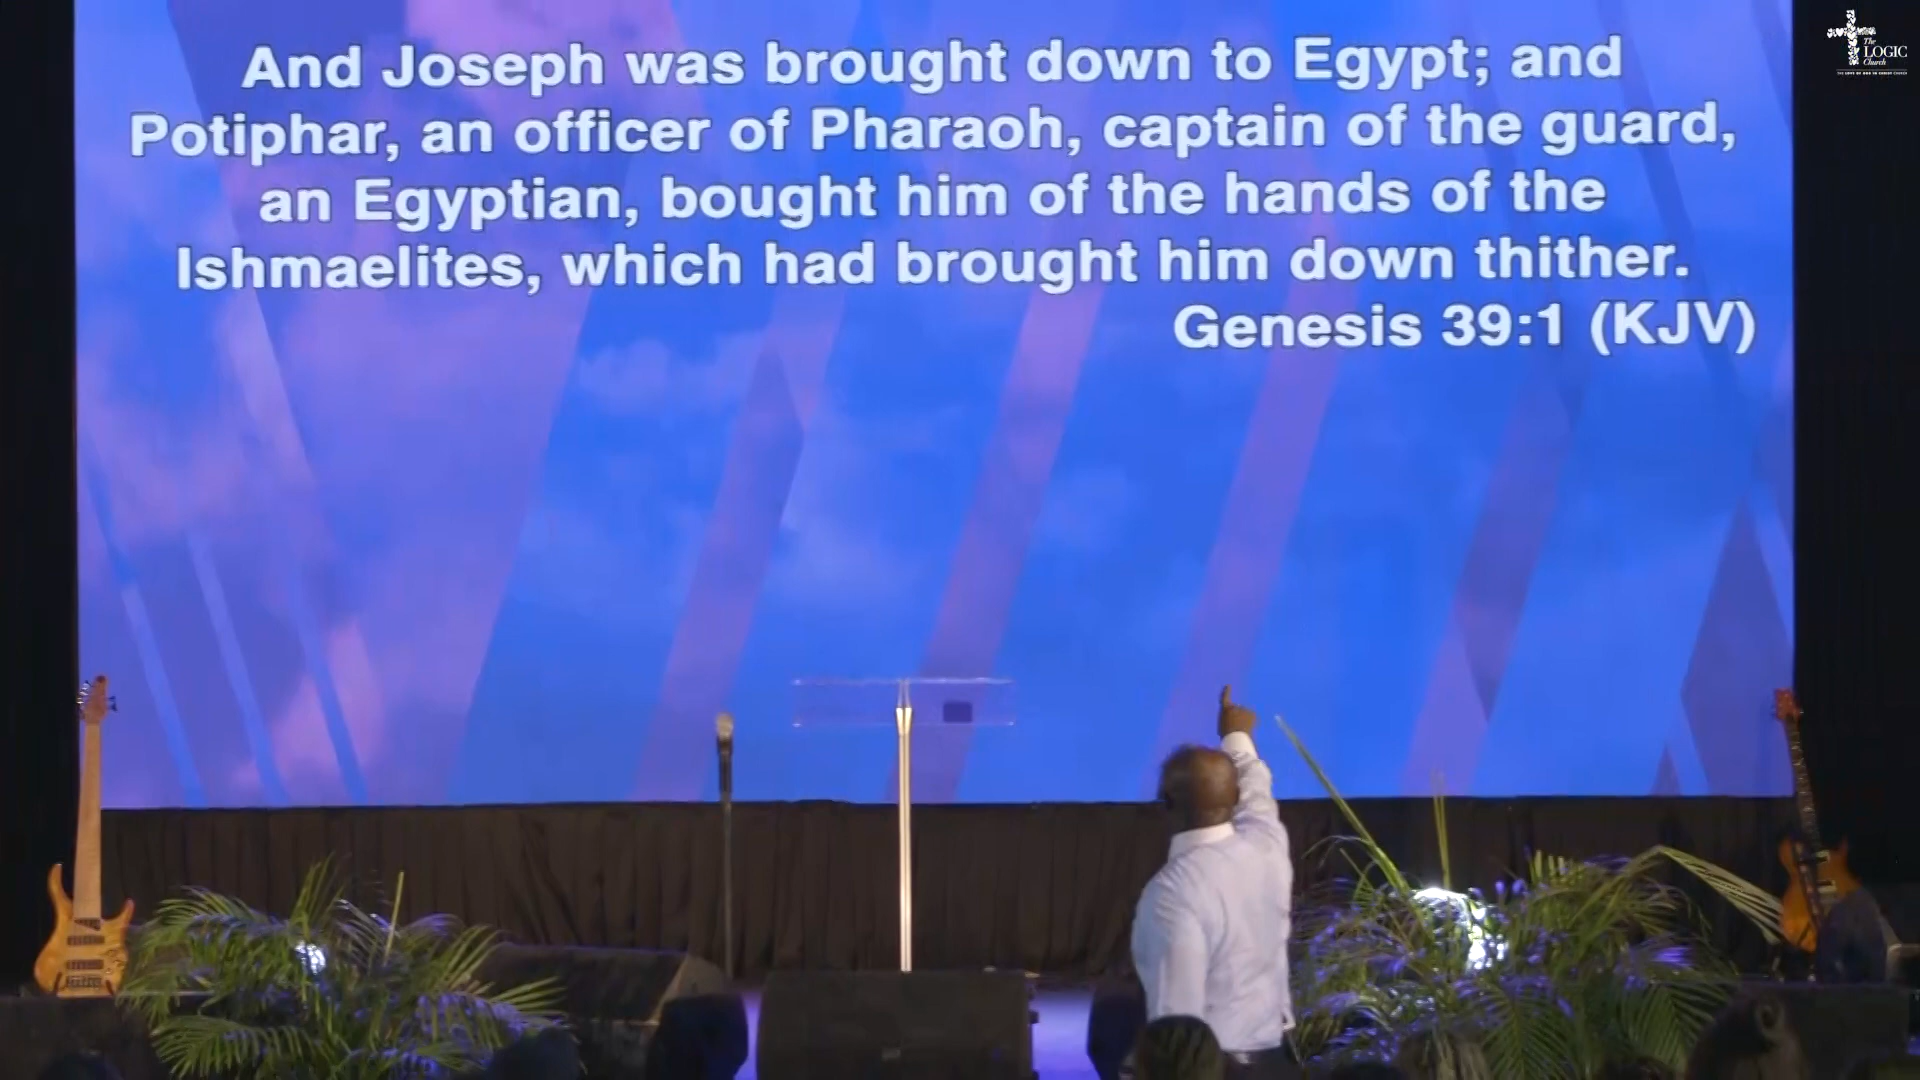 And Joseph was brought down to Egypt; and
Potiphar, an officer of Pharaoh, captain of the guard,
an Egyptian, bought him of the hands of the
Ishmaelites, which had brought him down thither.
Genesis 39:1 (KJV)
The
LOGIC
Church